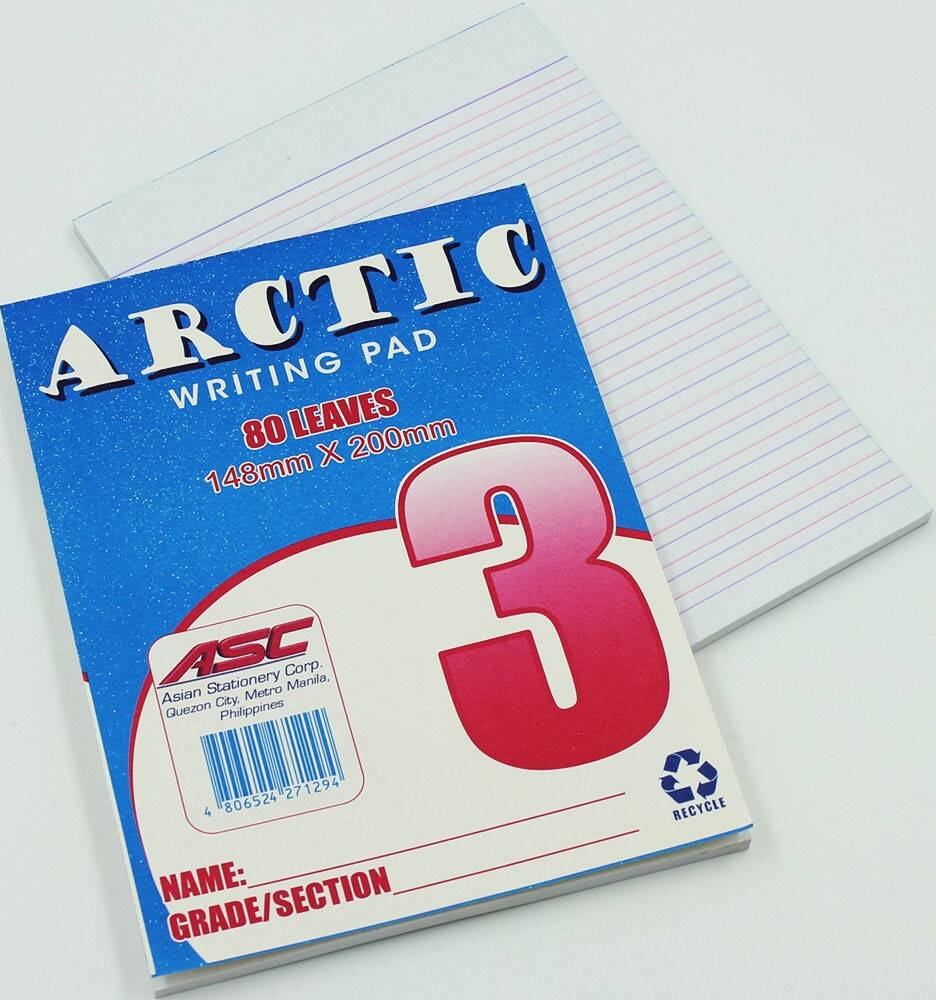 ARCTIC
WRITING PAD
80 LEAVES
148mm X 200mm
3
ASC
Asian Stationery Corp.
Quezon City, Metro Manila,
Philippines
4 806524 271294
RECYCLE
NAME:
GRADE/SECTION